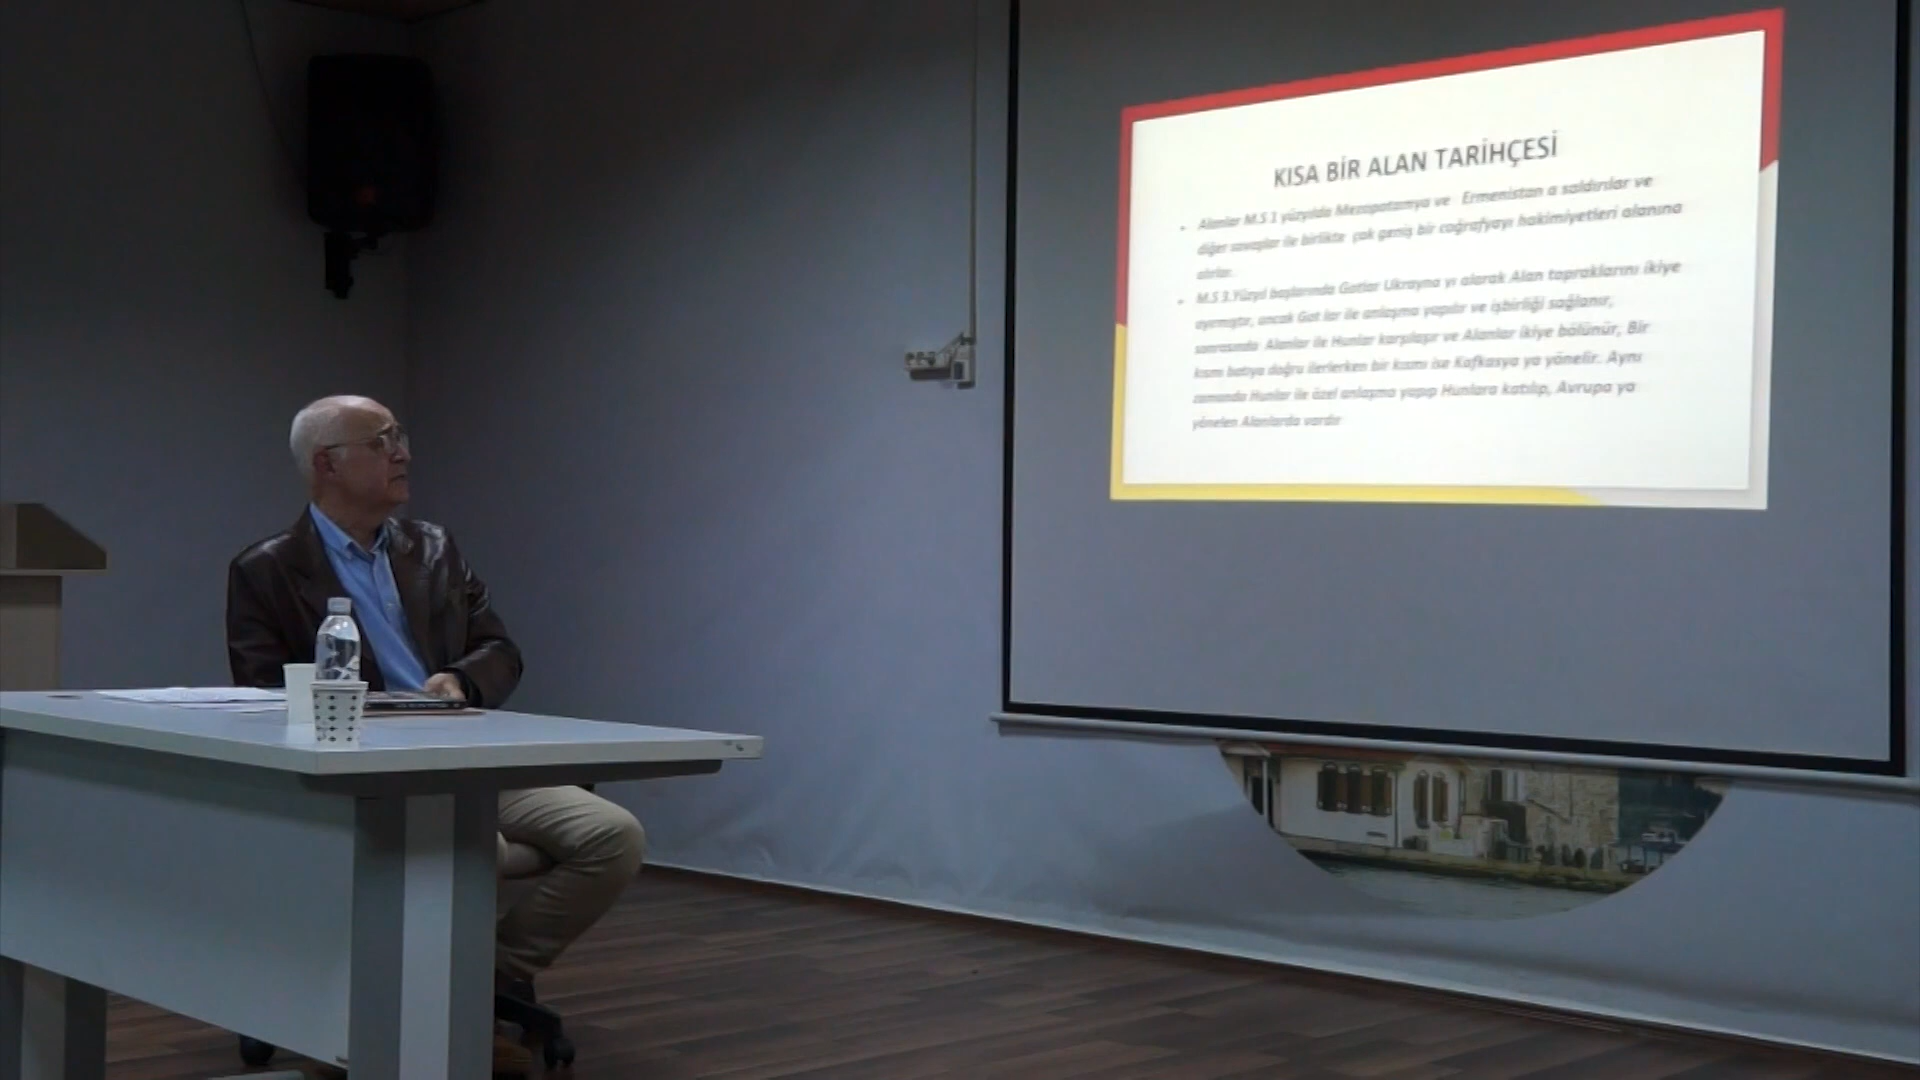 KISA BİR ALAN TARİHÇESİ
• Alanlar M.S 1 yüzyılda Mezopotamya ve Ermenistan a saldırılar ve
diğer savaşlar ile birlikte çok geniş bir coğrafyayı hakimiyetleri alanına
alırlar.
• M.S 3.Yüzyıl başlarında Gotlar Ukrayna yı alarak Alan topraklarını ikiye
ayırmıştır, ancak Got lar ile anlaşma yapılır ve işbirliği sağlanır,
sonrasında Alanlar ile Hunlar karşılaşır ve Alanlar ikiye bölünür, Bir
kısmı batıya doğru ilerlerken bir kısmı ise Kafkasya ya yönelir. Aynı
zamanda Hunlar ile özel anlaşma yapıp Hunlara katılıp, Avrupa ya
yönelen Alanlarda vardır